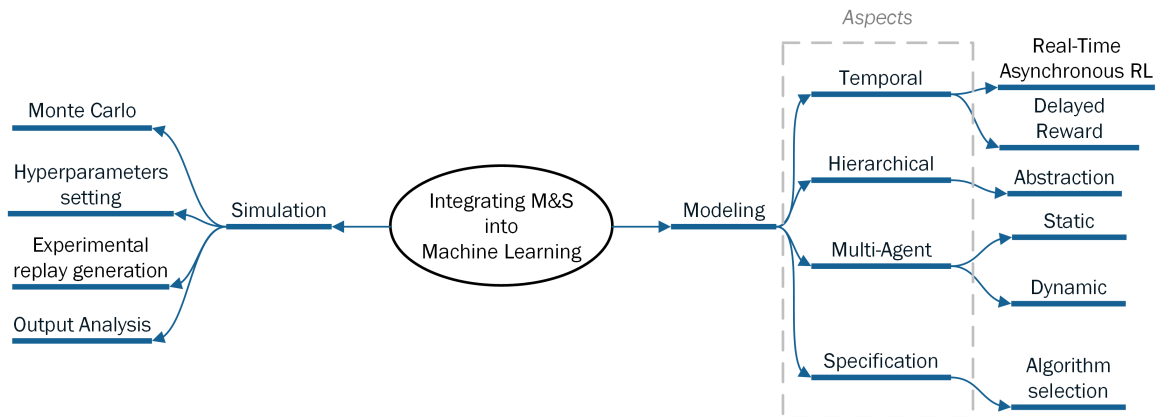 Aspects
Monte Carlo
Hyperparameters
setting
Simulation
Experimental
replay generation
Output Analysis
Integrating M&S
into
Machine Learning
Modeling
Temporal
Real-Time
Asynchronous RL
Delayed
Reward
Hierarchical
Abstraction
Multi-Agent
Static
Dynamic
Specification
Algorithm
selection